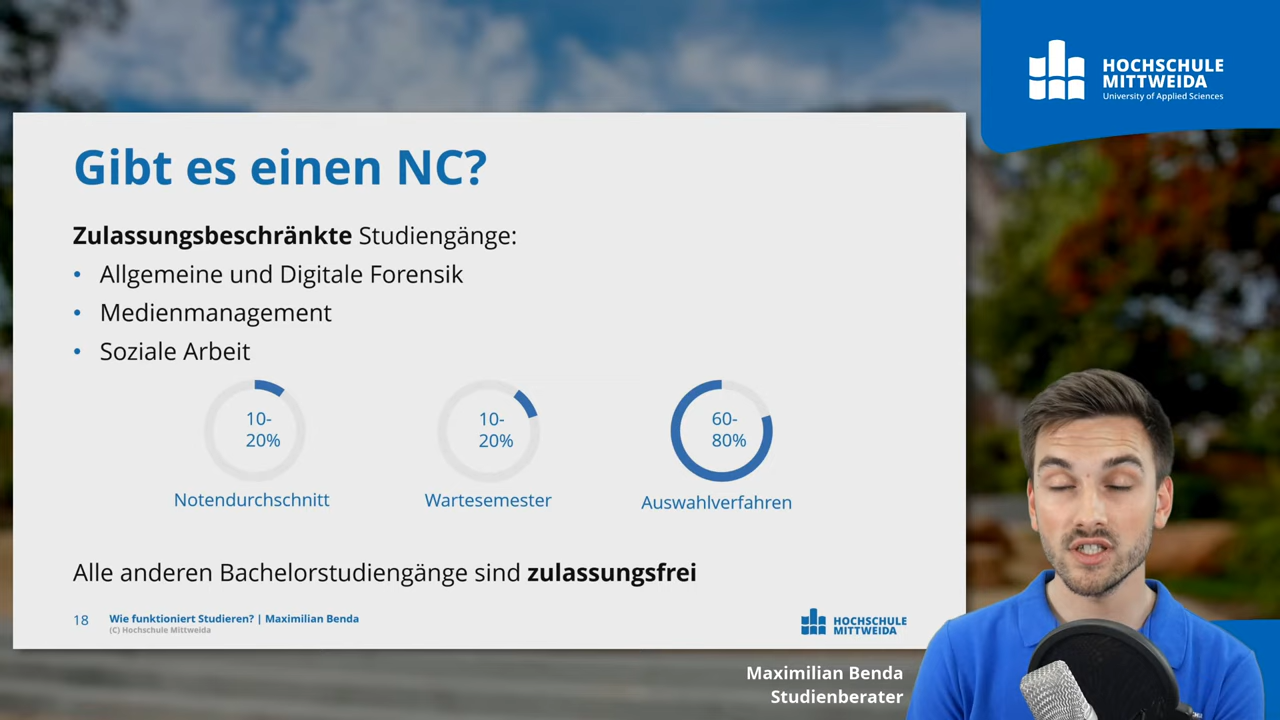 HOCHSCHULE
MITTWEIDA
University of Applied Sciences
Gibt es einen NC?
Zulassungsbeschränkte Studiengänge:
• Allgemeine und Digitale Forensik
• Medienmanagement
• Soziale Arbeit
10-
20%
Notendurchschnitt
10-
20%
Wartesemester
60-
80%
Auswahlverfahren
Alle anderen Bachelorstudiengänge sind zulassungsfrei
18
Wie funktioniert Studieren? | Maximilian Benda
(C) Hochschule Mittweida
HOCHSCHULE
MITTWEIDA
Maximilian Benda
Studienberater